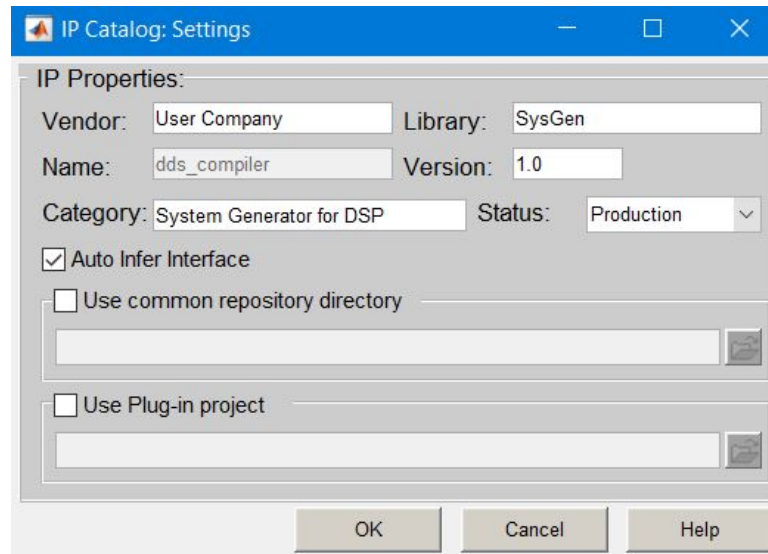 IP Catalog: Settings
IP Properties:
Vendor: User Company Library: SysGen
Name: dds_compiler Version: 1.0
Category: System Generator for DSP Status: Production
Auto Infer Interface
Use common repository directory
Use Plug-in project
OK Cancel Help